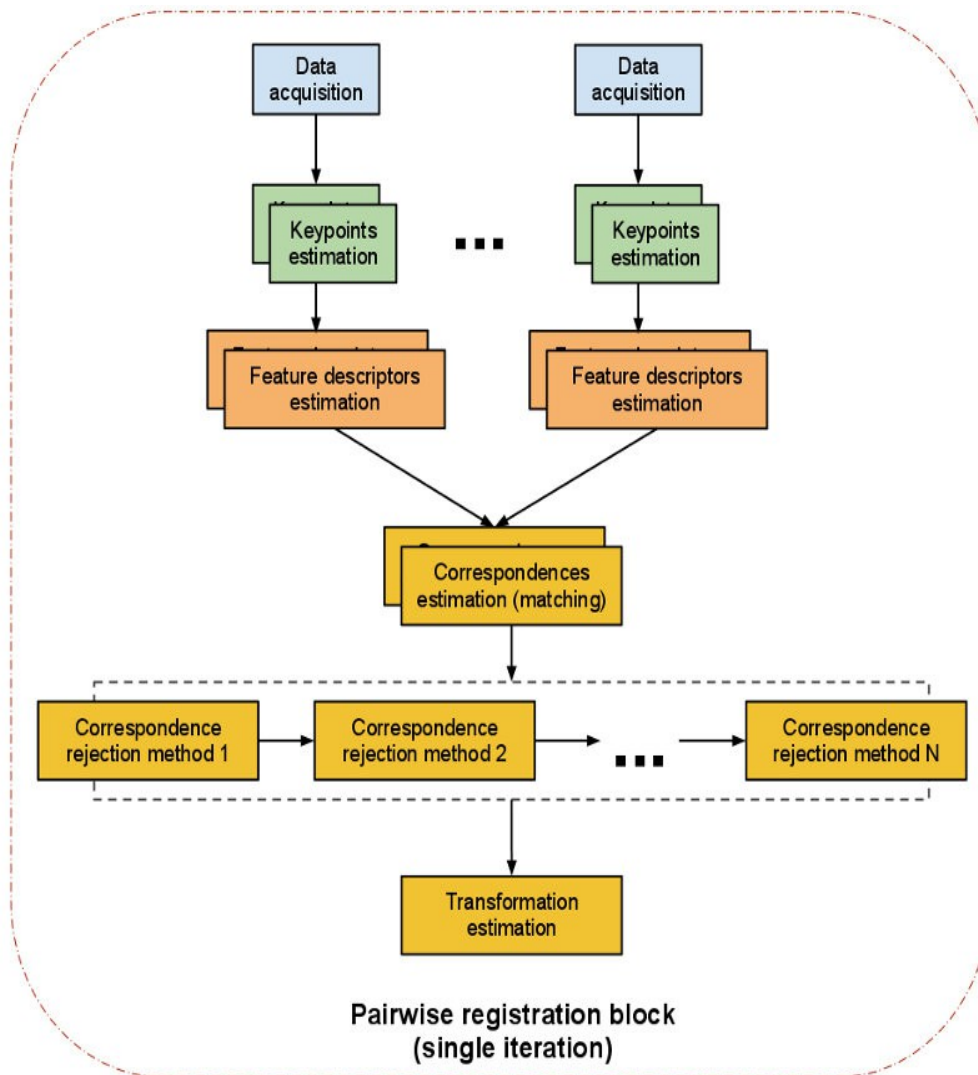 Data
acquisition
Data
acquisition
Keypoints
estimation
Keypoints
estimation
Feature descriptors
estimation
Feature descriptors
estimation
Correspondences
estimation (matching)
Correspondence
rejection method 1
Correspondence
rejection method 2
Correspondence
rejection method N
Transformation
estimation
Pairwise registration block
(single iteration)